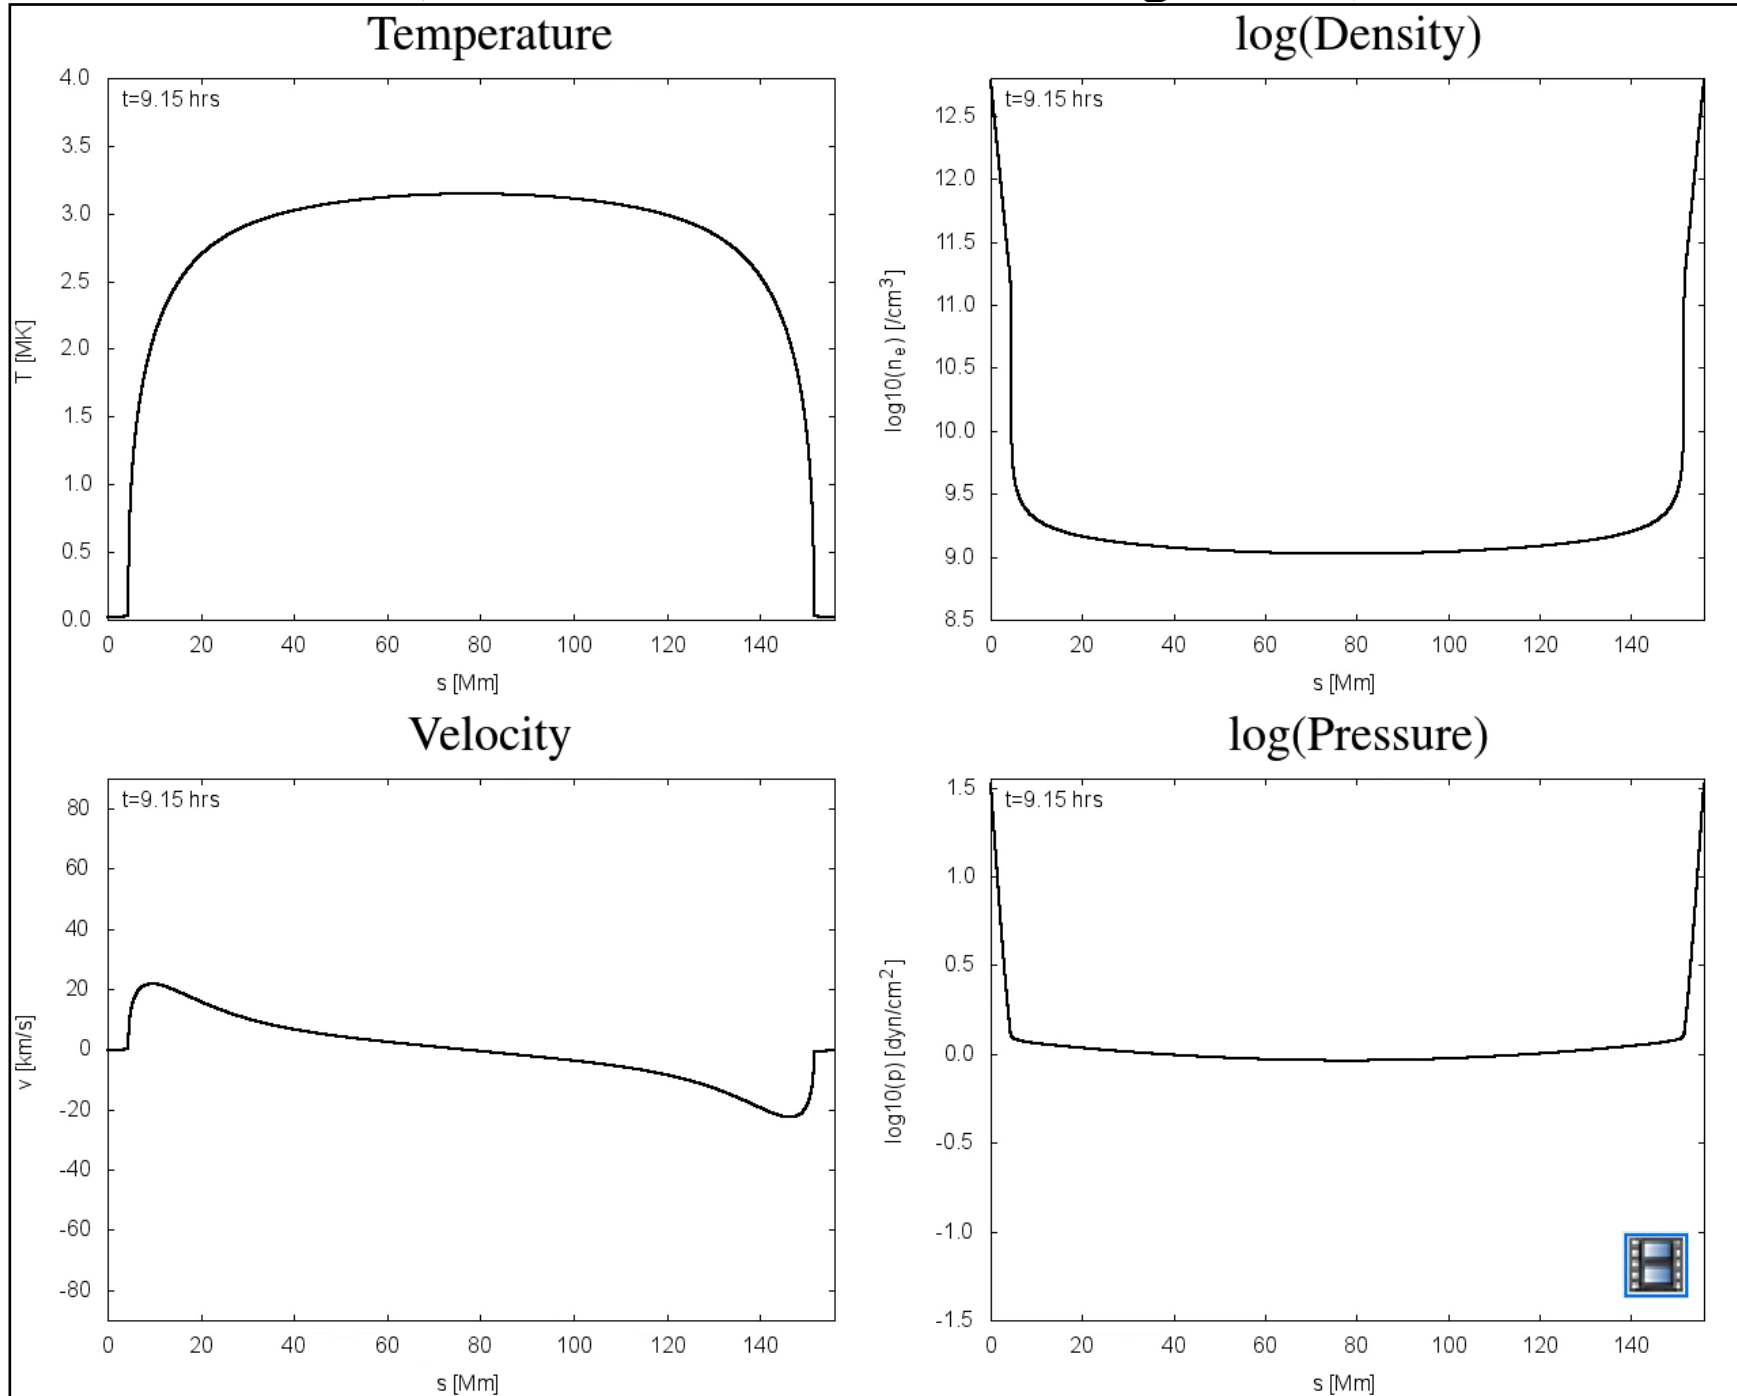 Temperature
4.0
3.5
3.0
2.5
2.0
1.5
1.0
0.5
0.0
t=9.15 hrs
T [MK]
0 20 40 60 80 100 120 140
s [Mm]
log(Density)
12.5
12.0
11.5
11.0
10.5
10.0
9.5
9.0
8.5
t=9.15 hrs
log10(nₑ) [/cm³]
0 20 40 60 80 100 120 140
s [Mm]
Velocity
80
60
40
20
0
-20
-40
-60
-80
t=9.15 hrs
v [km/s]
0 20 40 60 80 100 120 140
s [Mm]
log(Pressure)
1.5
1.0
0.5
0.0
-0.5
-1.0
-1.5
t=9.15 hrs
log10(p) [dyn/cm²]
0 20 40 60 80 100 120 140
s [Mm]